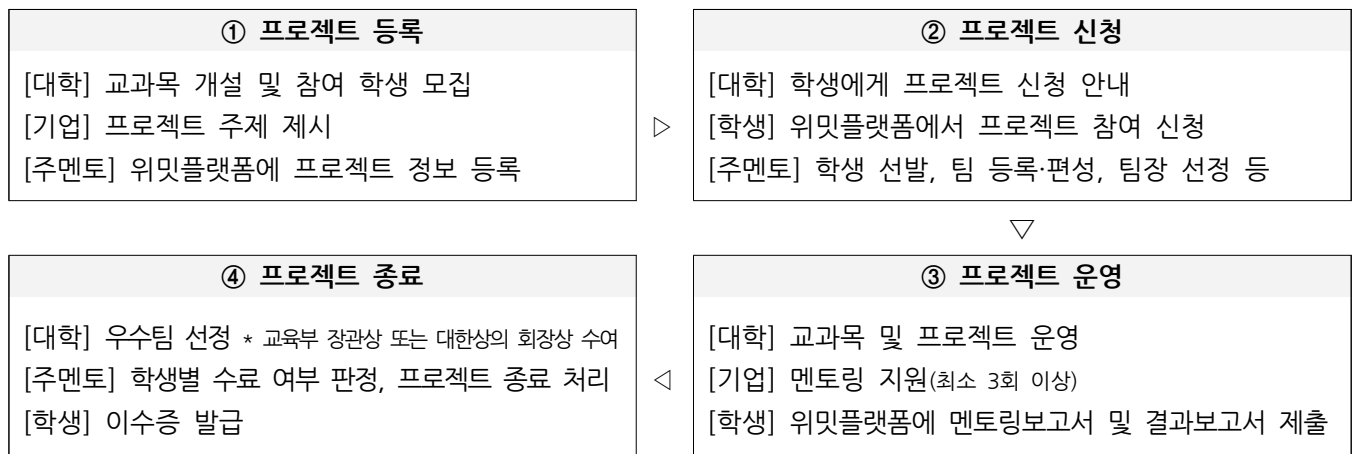 ① 프로젝트 등록
[대학] 교과목 개설 및 참여 학생 모집
[기업] 프로젝트 주제 제시
[주멘토] 위밋플랫폼에 프로젝트 정보 등록
▷
② 프로젝트 신청
[대학] 학생에게 프로젝트 신청 안내
[학생] 위밋플랫폼에서 프로젝트 참여 신청
[주멘토] 학생 선발, 팀 등록·편성, 팀장 선정 등
▽
③ 프로젝트 운영
[대학] 교과목 및 프로젝트 운영
[기업] 멘토링 지원(최소 3회 이상)
[학생] 위밋플랫폼에 멘토링보고서 및 결과보고서 제출
◁
④ 프로젝트 종료
[대학] 우수팀 선정 * 교육부 장관상 또는 대한상의 회장상 수여
[주멘토] 학생별 수료 여부 판정, 프로젝트 종료 처리
[학생] 이수증 발급